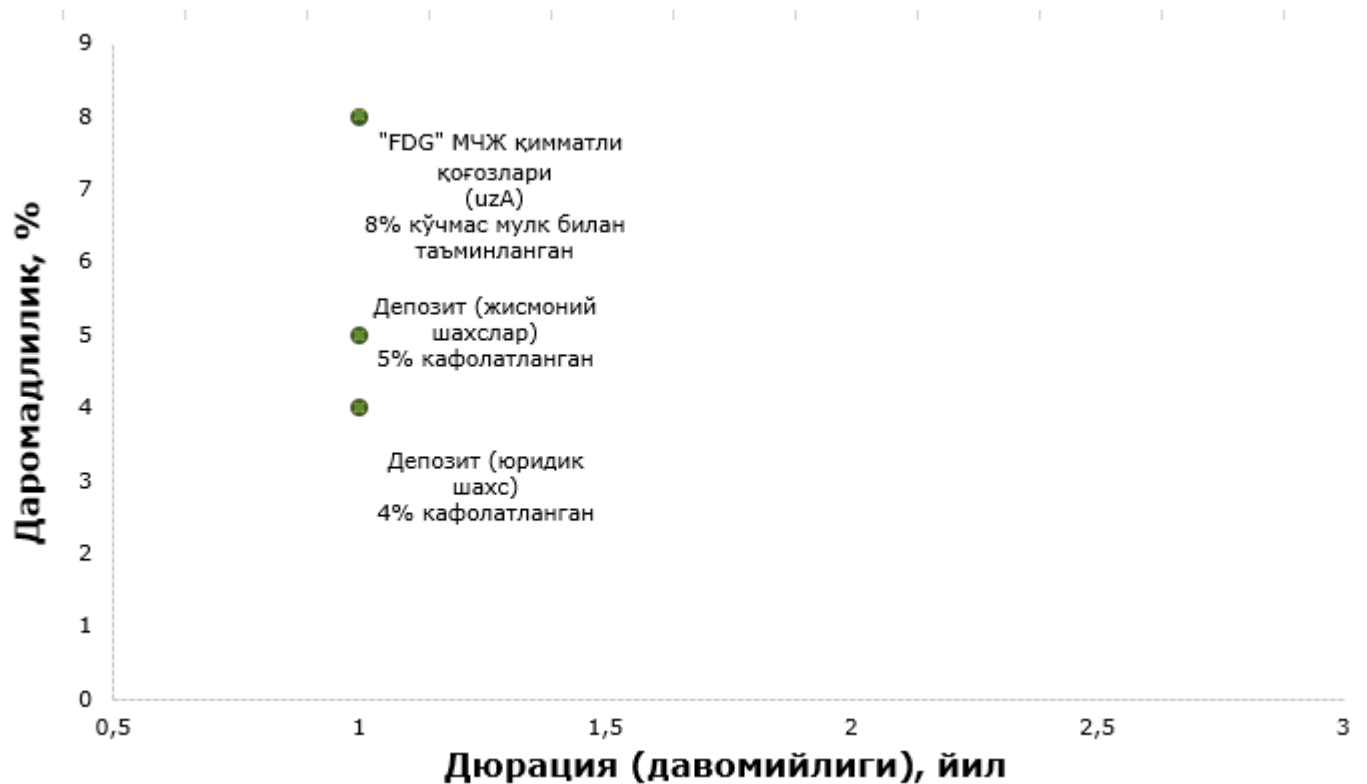 9
8
"FDG" МЧЖ қимматли
қоғозлари
(uzA)
8% кўчмас мулк билан
таъминланган
7
6
Депозит (жисмоний
шахслар)
5% кафолатланган
5
4
Депозит (юридик
шахс)
4% кафолатланган
3
2
1
0
Даромадлилик, %
0,5 1 1,5 2 2,5 3
Дюрация (давомийлиги), йил